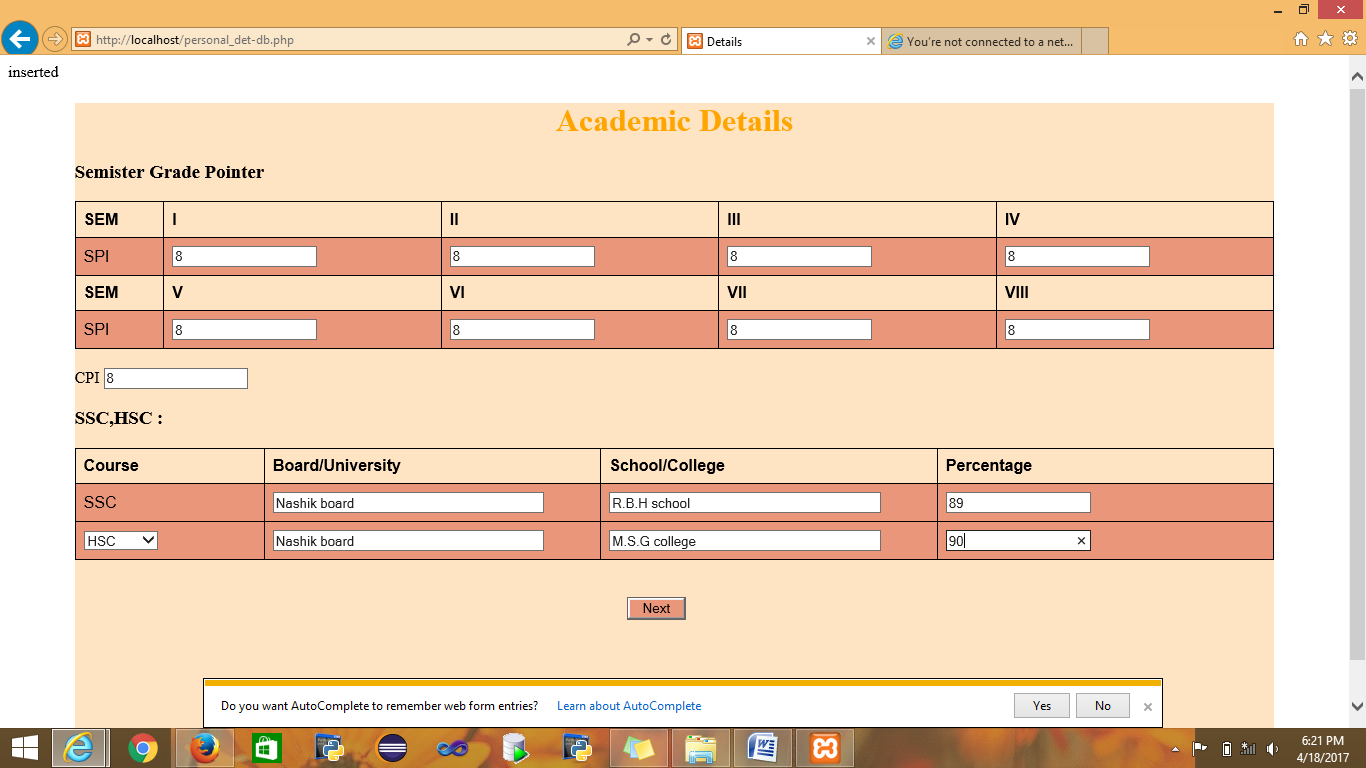 http://localhost/personal_det-db.php
Details
You're not connected to a net...
inserted
Academic Details
Semister Grade Pointer
SEM I II III IV
SPI 8 8 8 8
SEM V VI VII VIII
SPI 8 8 8 8
CPI 8
SSC,HSC :
Course Board/University School/College Percentage
SSC Nashik board R.B.H school 89
HSC Nashik board M.S.G college 90
Next
Do you want AutoComplete to remember web form entries? Learn about AutoComplete Yes No
6:21 PM
4/18/2017